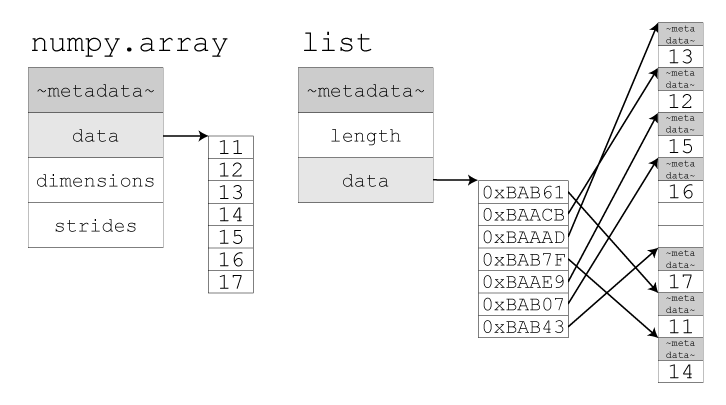 numpy.array
~metadata~
data
dimensions
strides
11
12
13
14
15
16
17
list
~metadata~
length
data
0xBAB61
0xBAACB
0xBAAAD
0xBAB7F
0xBAAE9
0xBAB07
0xBAB43
~meta
data~
13
~meta
data~
12
~meta
data~
15
~meta
data~
16
~meta
data~
17
~meta
data~
11
~meta
data~
14